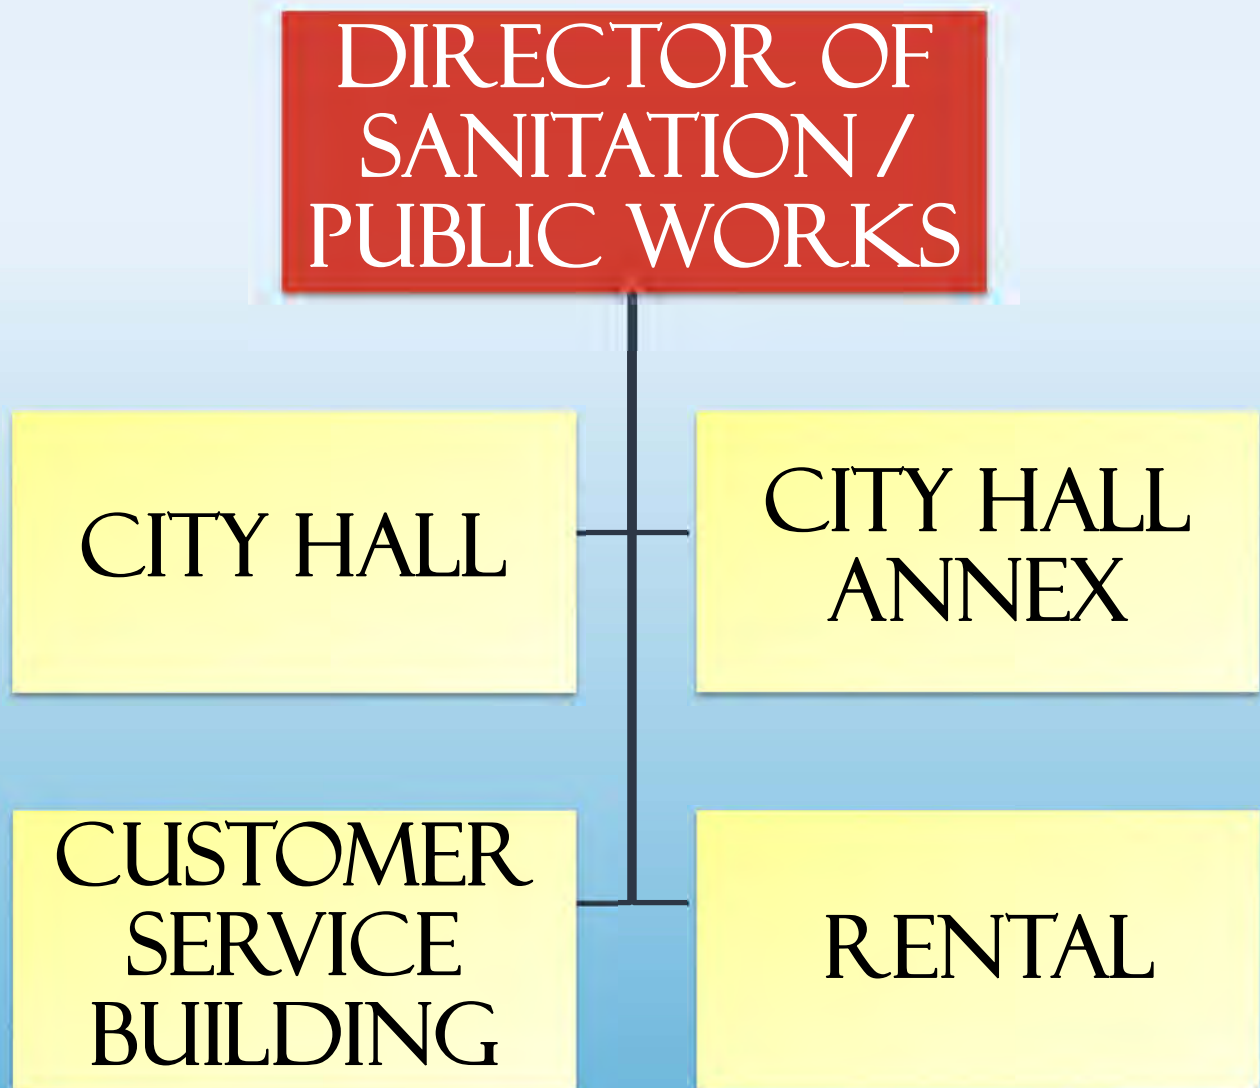 DIRECTOR OF
SANITATION /
PUBLIC WORKS
CITY HALL
CITY HALL
ANNEX
CUSTOMER
SERVICE
BUILDING
RENTAL